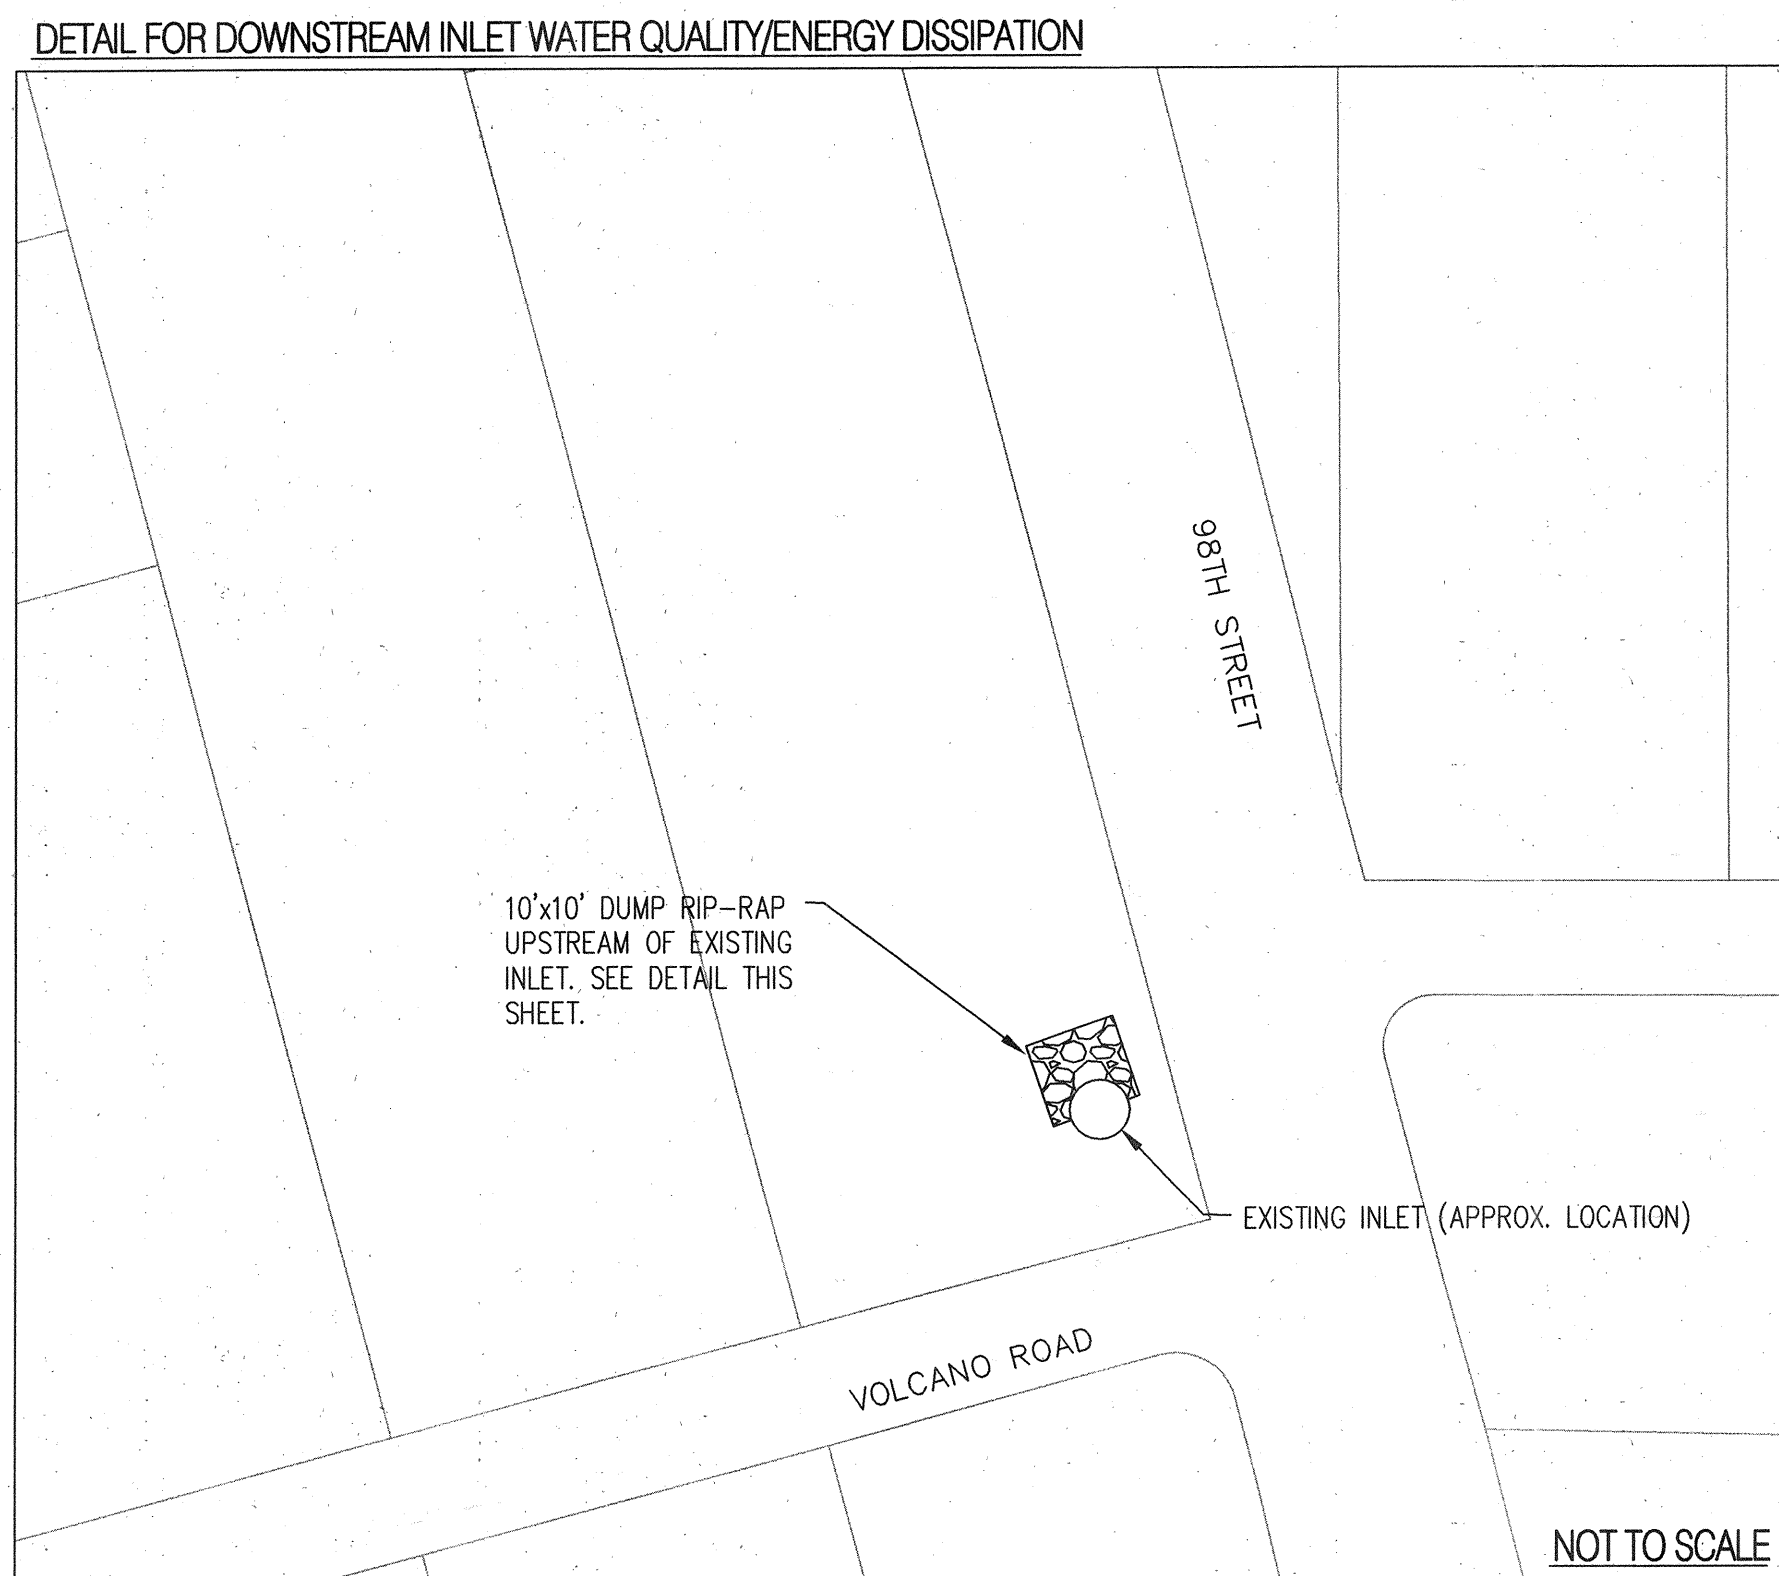 DETAIL FOR DOWNSTREAM INLET WATER QUALITY/ENERGY DISSIPATION
98TH STREET
10'x10' DUMP RIP-RAP
UPSTREAM OF EXISTING
INLET. SEE DETAIL THIS
SHEET.
EXISTING INLET (APPROX. LOCATION)
VOLCANO ROAD
NOT TO SCALE